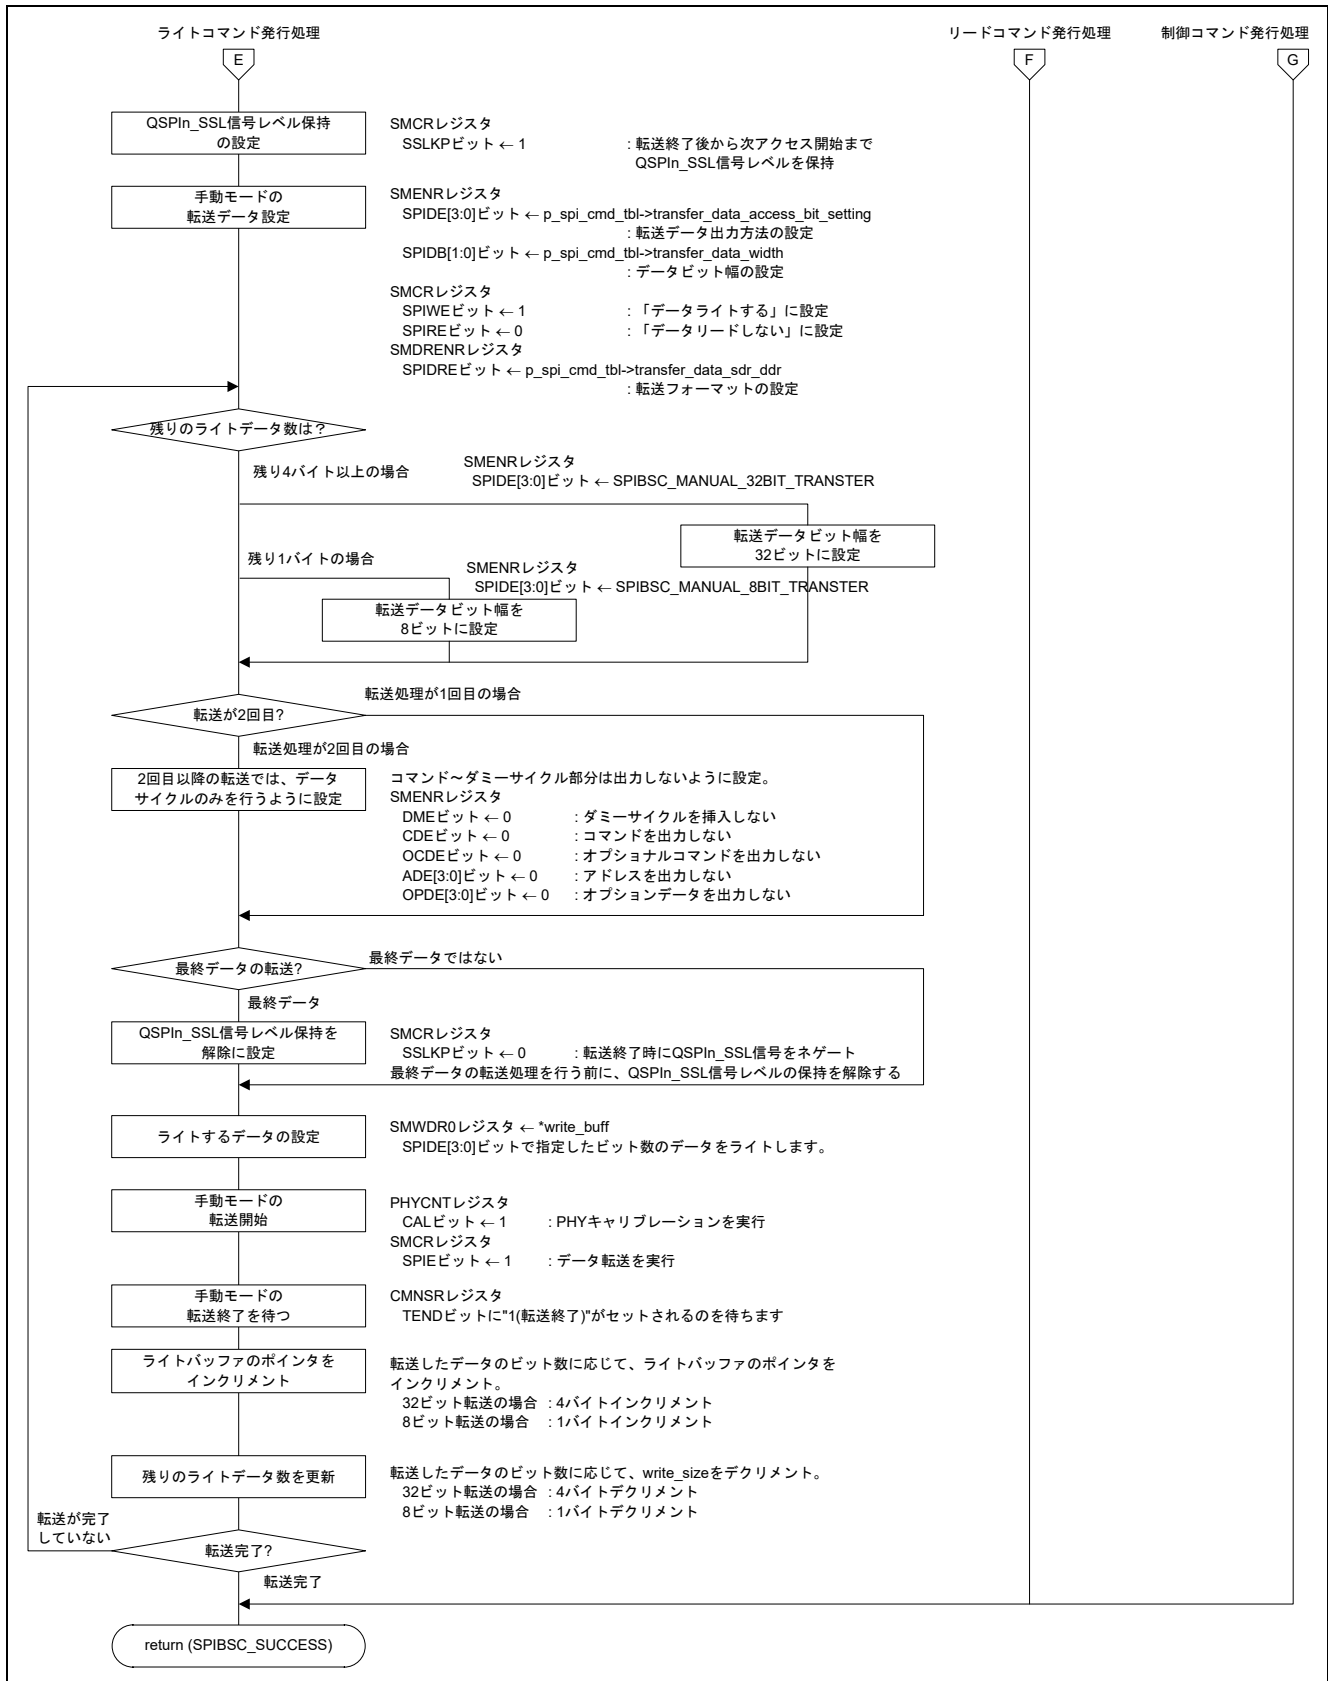 ライトコマンド発行処理
リードコマンド発行処理
制御コマンド発行処理
E
F
G
QSPIn_SSL信号レベル保持
の設定
SMCRレジスタ
SSLKPビット ← 1 : 転送終了後から次アクセス開始まで
QSPIn_SSL信号レベルを保持
手動モードの
転送データ設定
SMENRレジスタ
SPIDE[3:0]ビット ← p_spi_cmd_tbl->transfer_data_access_bit_setting
: 転送データ出力方法の設定
SPIDB[1:0]ビット ← p_spi_cmd_tbl->transfer_data_width
: データビット幅の設定
SMCRレジスタ
SPIWEビット ← 1 : 「データライトする」に設定
SPIREビット ← 0 : 「データリードしない」に設定
SMDRENRレジスタ
SPIDREビット ← p_spi_cmd_tbl->transfer_data_sdr_ddr
: 転送フォーマットの設定
残りのライトデータ数は?
残り4バイト以上の場合
SMENRレジスタ
SPIDE[3:0]ビット ← SPIBSC_MANUAL_32BIT_TRANSTER
転送データビット幅を
32ビットに設定
残り1バイトの場合
SMENRレジスタ
SPIDE[3:0]ビット ← SPIBSC_MANUAL_8BIT_TRANSTER
転送データビット幅を
8ビットに設定
転送処理が1回目の場合
転送が2回目?
転送処理が2回目の場合
2回目以降の転送では、データ
サイクルのみを行うように設定
コマンド～ダミーサイクル部分は出力しないように設定。
SMENRレジスタ
DMEビット ← 0 : ダミーサイクルを挿入しない
CDEビット ← 0 : コマンドを出力しない
OCDEビット ← 0 : オプショナルコマンドを出力しない
ADE[3:0]ビット ← 0 : アドレスを出力しない
OPDE[3:0]ビット ← 0 : オプションデータを出力しない
最終データではない
最終データの転送?
最終データ
QSPIn_SSL信号レベル保持を
解除に設定
SMCRレジスタ
SSLKPビット ← 0 : 転送終了時にQSPIn_SSL信号をネゲート
最終データの転送処理を行う前に、QSPIn_SSL信号レベルの保持を解除する
ライトするデータの設定
SMWDR0レジスタ ← *write_buff
SPIDE[3:0]ビットで指定したビット数のデータをライトします。
手動モードの
転送開始
PHYCNTレジスタ
CALビット ← 1 : PHYキャリブレーションを実行
SMCRレジスタ
SPIEビット ← 1 : データ転送を実行
手動モードの
転送終了を待つ
CMNSRレジスタ
TENDビットに"1(転送終了)"がセットされるのを待ちます
ライトバッファのポインタを
インクリメント
転送したデータのビット数に応じて、ライトバッファのポインタを
インクリメント。
32ビット転送の場合 : 4バイトインクリメント
8ビット転送の場合 : 1バイトインクリメント
残りのライトデータ数を更新
転送したデータのビット数に応じて、write_sizeをデクリメント。
32ビット転送の場合 : 4バイトデクリメント
8ビット転送の場合 : 1バイトデクリメント
転送が完了
していない
転送完了?
転送完了
return (SPIBSC_SUCCESS)